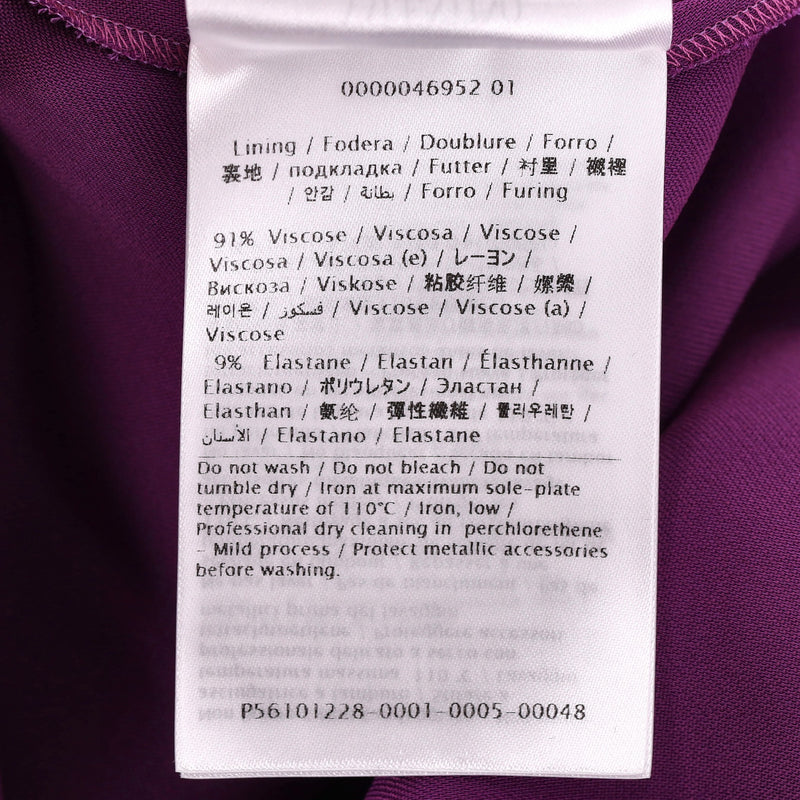 0000046952 01
Lining / Fodera / Doublure / Forro /
裏地 / подкладка / Futter / 衬里 / 襯裡
/ 안감 / بطانة / Forro / Furing
91% Viscose / Viscosa / Viscose /
Viscosa / Viscosa (e) / レーヨン /
Вискоза / Viskose / 粘胶纤维 / 嫘縈 /
레이온 / فسكوز / Viscose / Viscose (a) /
Viscose
9% Elastane / Elastan / Élasthanne /
Elastano / ポリウレタン / Эластан /
Elasthan / 氨纶 / 彈性纖維 / 폴리우레탄 /
الأسنان / Elastano / Elastane
Do not wash / Do not bleach / Do not
tumble dry / Iron at maximum sole-plate
temperature of 110°C / Iron, low /
Professional dry cleaning in perchlorethene
- Mild process / Protect metallic accessories
before washing.
P56101228-0001-0005-00048